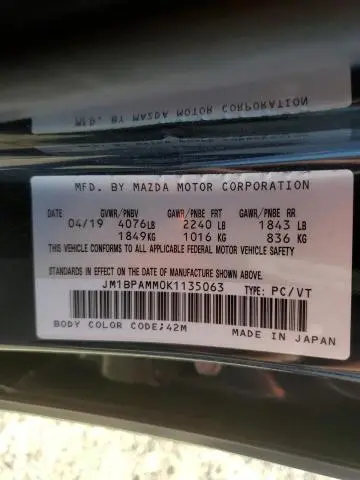 MFD. BY MAZDA MOTOR CORPORATION
DATE GVWR/PNBV GAWR/PNBE FRT GAWR/PNBE RR
04/19 4076LB 2240 LB 1843 LB
1849KG 1016 KG 836 KG
THIS VEHICLE CONFORMS TO ALL APPLICABLE FEDERAL MOTOR VEHICLE SAFETY
STANDARDS IN EFFECT ON THE DATE OF MANUFACTURE SHOWN ABOVE.
JM1BPAMM0K1135063 TYPE: PC/VT
BODY COLOR CODE;42M MADE IN JAPAN